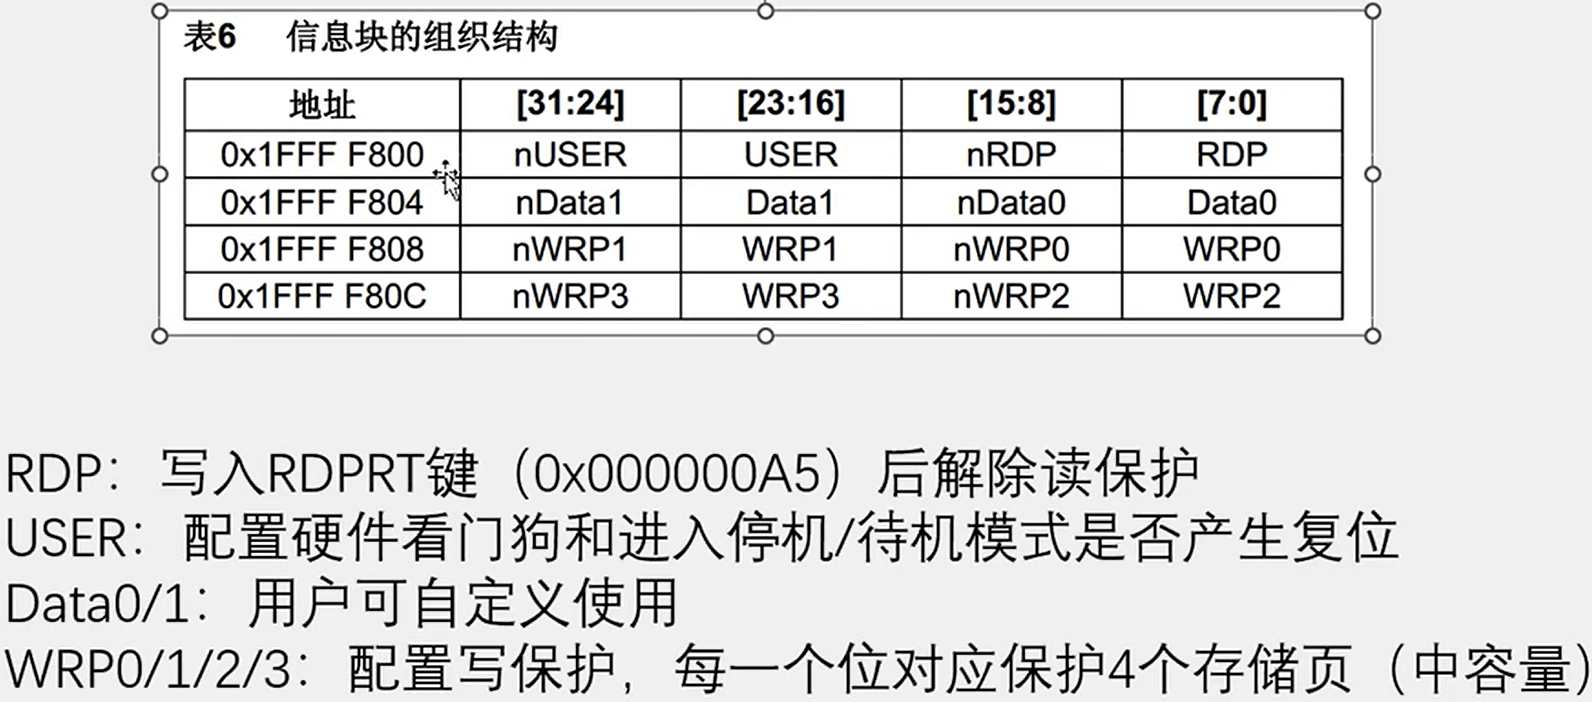 表6 信息块的组织结构
地址 [31:24] [23:16] [15:8] [7:0]
0x1FFF F800 nUSER USER nRDP RDP
0x1FFF F804 nData1 Data1 nData0 Data0
0x1FFF F808 nWRP1 WRP1 nWRP0 WRP0
0x1FFF F80C nWRP3 WRP3 nWRP2 WRP2
RDP：写入RDPRT键（0x000000A5）后解除读保护
USER：配置硬件看门狗和进入停机/待机模式是否产生复位
Data0/1：用户可自定义使用
WRP0/1/2/3：配置写保护，每一个位对应保护4个存储页（中容量）